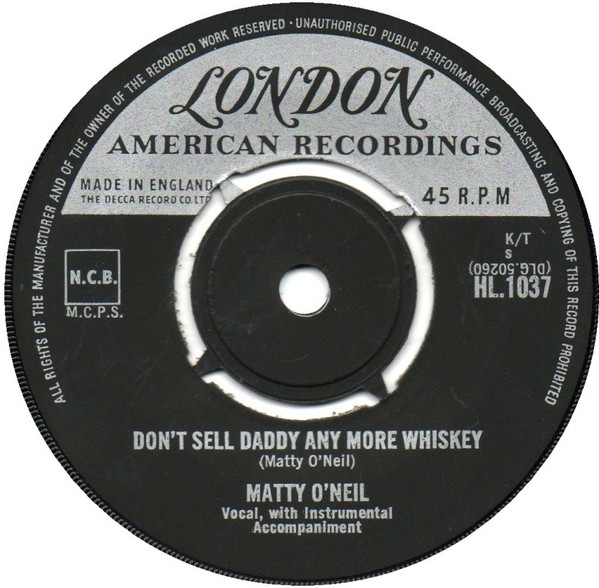 ALL RIGHTS OF THE MANUFACTURER AND OF THE OWNER OF THE RECORDED WORK RESERVED · UNAUTHORISED PUBLIC PERFORMANCE BROADCASTING AND COPYING OF THIS RECORD PROHIBITED
LONDON
AMERICAN RECORDINGS
MADE IN ENGLAND
THE DECCA RECORD CO. LTD
45 R.P.M
K/T
S
(DLG.50260)
HL.1037
N.C.B.
M.C.P.S.
DON'T SELL DADDY ANY MORE WHISKEY
(Matty O'Neil)
MATTY O'NEIL
Vocal, with Instrumental
Accompaniment